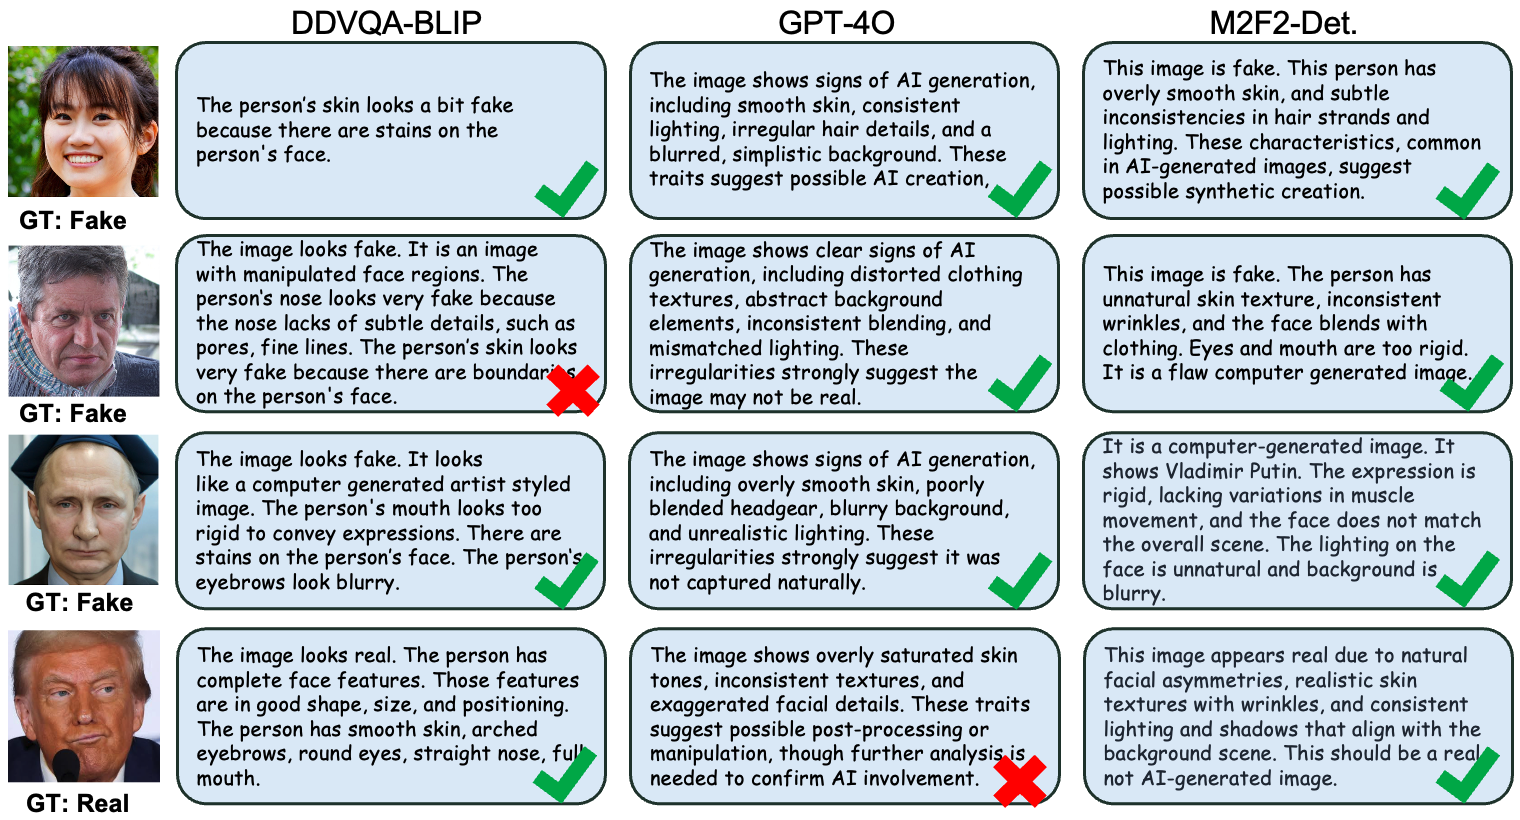 DDVQA-BLIP
GPT-4O
M2F2-Det.
The person's skin looks a bit fake
because there are stains on the
person's face.
The image shows signs of AI generation,
including smooth skin, consistent
lighting, irregular hair details, and a
blurred, simplistic background. These
traits suggest possible AI creation,
This image is fake. This person has
overly smooth skin, and subtle
inconsistencies in hair strands and
lighting. These characteristics, common
in AI-generated images, suggest
possible synthetic creation.
GT: Fake
The image looks fake. It is an image
with manipulated face regions. The
person's nose looks very fake because
the nose lacks of subtle details, such as
pores, fine lines. The person's skin looks
very fake because there are boundaries
on the person's face.
The image shows clear signs of AI
generation, including distorted clothing
textures, abstract background
elements, inconsistent blending, and
mismatched lighting. These
irregularities strongly suggest the
image may not be real.
This image is fake. The person has
unnatural skin texture, inconsistent
wrinkles, and the face blends with
clothing. Eyes and mouth are too rigid.
It is a flaw computer generated image.
GT: Fake
The image looks fake. It looks
like a computer generated artist styled
image. The person's mouth looks too
rigid to convey expressions. There are
stains on the person's face. The person's
eyebrows look blurry.
The image shows signs of AI generation,
including overly smooth skin, poorly
blended headgear, blurry background,
and unrealistic lighting. These
irregularities strongly suggest it was
not captured naturally.
It is a computer-generated image. It
shows Vladimir Putin. The expression is
rigid, lacking variations in muscle
movement, and the face does not match
the overall scene. The lighting on the
face is unnatural and background is
blurry.
GT: Fake
The image looks real. The person has
complete face features. Those features
are in good shape, size, and positioning.
The person has smooth skin, arched
eyebrows, round eyes, straight nose, full
mouth.
The image shows overly saturated skin
tones, inconsistent textures, and
exaggerated facial details. These traits
suggest possible post-processing or
manipulation, though further analysis is
needed to confirm AI involvement.
This image appears real due to natural
facial asymmetries, realistic skin
textures with wrinkles, and consistent
lighting and shadows that align with the
background scene. This should be a real
not AI-generated image.
GT: Real